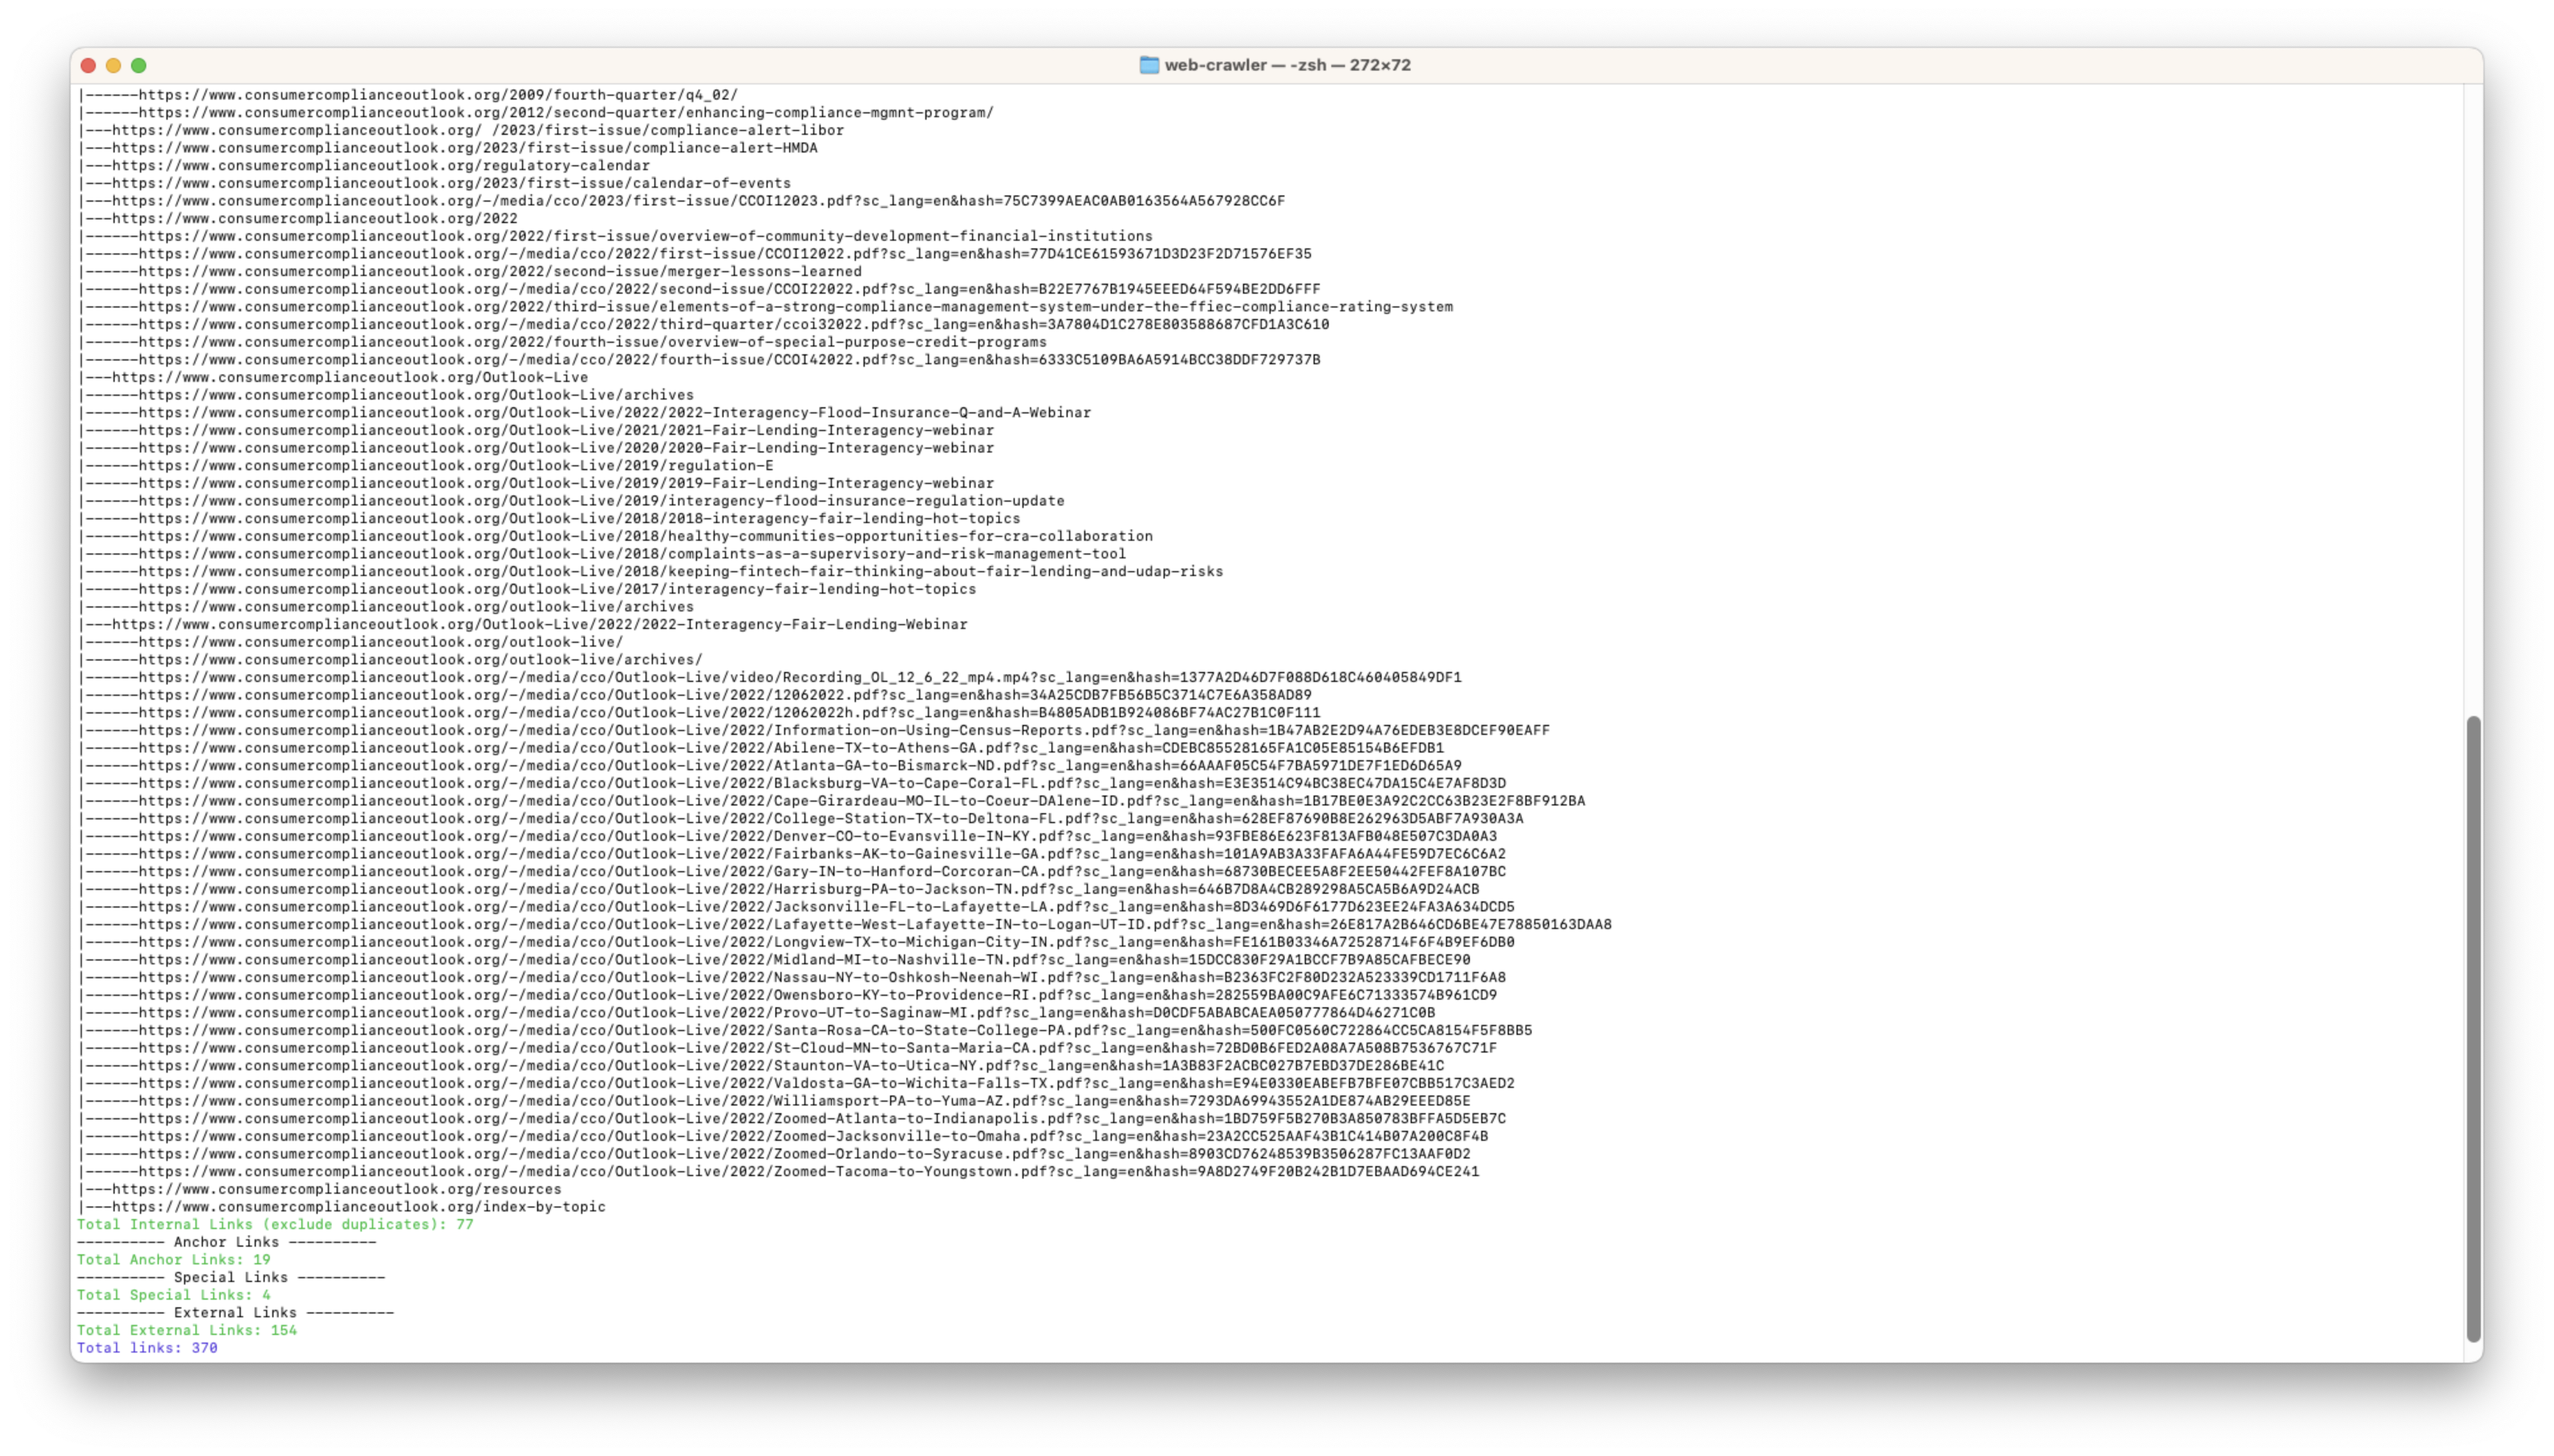 web-crawler — -zsh — 272×72
|------https://www.consumercomplianceoutlook.org/2009/fourth-quarter/q4_02/
|------https://www.consumercomplianceoutlook.org/2012/second-quarter/enhancing-compliance-mgmnt-program/
|---https://www.consumercomplianceoutlook.org/ /2023/first-issue/compliance-alert-libor
|---https://www.consumercomplianceoutlook.org/2023/first-issue/compliance-alert-HMDA
|---https://www.consumercomplianceoutlook.org/regulatory-calendar
|---https://www.consumercomplianceoutlook.org/2023/first-issue/calendar-of-events
|---https://www.consumercomplianceoutlook.org/-/media/cco/2023/first-issue/CCOI12023.pdf?sc_lang=en&hash=75C7399AEAC0AB0163564A567928CC6F
|---https://www.consumercomplianceoutlook.org/2022
|------https://www.consumercomplianceoutlook.org/2022/first-issue/overview-of-community-development-financial-institutions
|------https://www.consumercomplianceoutlook.org/-/media/cco/2022/first-issue/CCOI12022.pdf?sc_lang=en&hash=77D41CE61593671D3D23F2D71576EF35
|------https://www.consumercomplianceoutlook.org/2022/second-issue/merger-lessons-learned
|------https://www.consumercomplianceoutlook.org/-/media/cco/2022/second-issue/CCOI22022.pdf?sc_lang=en&hash=B22E7767B1945EEED64F594BE2DD6FFF
|------https://www.consumercomplianceoutlook.org/2022/third-issue/elements-of-a-strong-compliance-management-system-under-the-ffiec-compliance-rating-system
|------https://www.consumercomplianceoutlook.org/-/media/cco/2022/third-quarter/ccoi32022.pdf?sc_lang=en&hash=3A7804D1C278E803588687CFD1A3C610
|------https://www.consumercomplianceoutlook.org/2022/fourth-issue/overview-of-special-purpose-credit-programs
|------https://www.consumercomplianceoutlook.org/-/media/cco/2022/fourth-issue/CCOI42022.pdf?sc_lang=en&hash=6333C5109BA6A5914BCC38DDF729737B
|---https://www.consumercomplianceoutlook.org/Outlook-Live
|------https://www.consumercomplianceoutlook.org/Outlook-Live/archives
|------https://www.consumercomplianceoutlook.org/Outlook-Live/2022/2022-Interagency-Flood-Insurance-Q-and-A-Webinar
|------https://www.consumercomplianceoutlook.org/Outlook-Live/2021/2021-Fair-Lending-Interagency-webinar
|------https://www.consumercomplianceoutlook.org/Outlook-Live/2020/2020-Fair-Lending-Interagency-webinar
|------https://www.consumercomplianceoutlook.org/Outlook-Live/2019/regulation-E
|------https://www.consumercomplianceoutlook.org/Outlook-Live/2019/2019-Fair-Lending-Interagency-webinar
|------https://www.consumercomplianceoutlook.org/Outlook-Live/2019/interagency-flood-insurance-regulation-update
|------https://www.consumercomplianceoutlook.org/Outlook-Live/2018/2018-interagency-fair-lending-hot-topics
|------https://www.consumercomplianceoutlook.org/Outlook-Live/2018/healthy-communities-opportunities-for-cra-collaboration
|------https://www.consumercomplianceoutlook.org/Outlook-Live/2018/complaints-as-a-supervisory-and-risk-management-tool
|------https://www.consumercomplianceoutlook.org/Outlook-Live/2018/keeping-fintech-fair-thinking-about-fair-lending-and-udap-risks
|------https://www.consumercomplianceoutlook.org/Outlook-Live/2017/interagency-fair-lending-hot-topics
|------https://www.consumercomplianceoutlook.org/outlook-live/archives
|---https://www.consumercomplianceoutlook.org/Outlook-Live/2022/2022-Interagency-Fair-Lending-Webinar
|------https://www.consumercomplianceoutlook.org/outlook-live/
|------https://www.consumercomplianceoutlook.org/outlook-live/archives/
|------https://www.consumercomplianceoutlook.org/-/media/cco/Outlook-Live/video/Recording_OL_12_6_22_mp4.mp4?sc_lang=en&hash=1377A2D46D7F088D618C460405849DF1
|------https://www.consumercomplianceoutlook.org/-/media/cco/Outlook-Live/2022/12062022.pdf?sc_lang=en&hash=34A25CDB7FB56B5C3714C7E6A358AD89
|------https://www.consumercomplianceoutlook.org/-/media/cco/Outlook-Live/2022/12062022h.pdf?sc_lang=en&hash=B4805ADB1B924086BF74AC27B1C0F111
|------https://www.consumercomplianceoutlook.org/-/media/cco/Outlook-Live/2022/Information-on-Using-Census-Reports.pdf?sc_lang=en&hash=1B47AB2E2D94A76EDEB3E8DCEF90EAFF
|------https://www.consumercomplianceoutlook.org/-/media/cco/Outlook-Live/2022/Abilene-TX-to-Athens-GA.pdf?sc_lang=en&hash=CDEBC85528165FA1C05E85154B6EFDB1
|------https://www.consumercomplianceoutlook.org/-/media/cco/Outlook-Live/2022/Atlanta-GA-to-Bismarck-ND.pdf?sc_lang=en&hash=66AAAF05C54F7BA5971DE7F1ED6D65A9
|------https://www.consumercomplianceoutlook.org/-/media/cco/Outlook-Live/2022/Blacksburg-VA-to-Cape-Coral-FL.pdf?sc_lang=en&hash=E3E3514C94BC38EC47DA15C4E7AF8D3D
|------https://www.consumercomplianceoutlook.org/-/media/cco/Outlook-Live/2022/Cape-Girardeau-MO-IL-to-Coeur-DAlene-ID.pdf?sc_lang=en&hash=1B17BE0E3A92C2CC63B23E2F8BF912BA
|------https://www.consumercomplianceoutlook.org/-/media/cco/Outlook-Live/2022/College-Station-TX-to-Deltona-FL.pdf?sc_lang=en&hash=628EF87690B8E262963D5ABF7A930A3A
|------https://www.consumercomplianceoutlook.org/-/media/cco/Outlook-Live/2022/Denver-CO-to-Evansville-IN-KY.pdf?sc_lang=en&hash=93FBE86E623F813AFB048E507C3DA0A3
|------https://www.consumercomplianceoutlook.org/-/media/cco/Outlook-Live/2022/Fairbanks-AK-to-Gainesville-GA.pdf?sc_lang=en&hash=101A9AB3A33FAFA6A44FE59D7EC6C6A2
|------https://www.consumercomplianceoutlook.org/-/media/cco/Outlook-Live/2022/Gary-IN-to-Hanford-Corcoran-CA.pdf?sc_lang=en&hash=68730BECEE5A8F2EE50442FEF8A107BC
|------https://www.consumercomplianceoutlook.org/-/media/cco/Outlook-Live/2022/Harrisburg-PA-to-Jackson-TN.pdf?sc_lang=en&hash=646B7D8A4CB289298A5CA5B6A9D24ACB
|------https://www.consumercomplianceoutlook.org/-/media/cco/Outlook-Live/2022/Jacksonville-FL-to-Lafayette-LA.pdf?sc_lang=en&hash=8D3469D6F6177D623EE24FA3A634DCD5
|------https://www.consumercomplianceoutlook.org/-/media/cco/Outlook-Live/2022/Lafayette-West-Lafayette-IN-to-Logan-UT-ID.pdf?sc_lang=en&hash=26E817A2B646CD6BE47E78850163DAA8
|------https://www.consumercomplianceoutlook.org/-/media/cco/Outlook-Live/2022/Longview-TX-to-Michigan-City-IN.pdf?sc_lang=en&hash=FE161B03346A72528714F6F4B9EF6DB0
|------https://www.consumercomplianceoutlook.org/-/media/cco/Outlook-Live/2022/Midland-MI-to-Nashville-TN.pdf?sc_lang=en&hash=15DCC830F29A1BCCF7B9A85CAFBECE90
|------https://www.consumercomplianceoutlook.org/-/media/cco/Outlook-Live/2022/Nassau-NY-to-Oshkosh-Neenah-WI.pdf?sc_lang=en&hash=B2363FC2F80D232A523339CD1711F6A8
|------https://www.consumercomplianceoutlook.org/-/media/cco/Outlook-Live/2022/Owensboro-KY-to-Providence-RI.pdf?sc_lang=en&hash=282559BA00C9AFE6C71333574B961CD9
|------https://www.consumercomplianceoutlook.org/-/media/cco/Outlook-Live/2022/Provo-UT-to-Saginaw-MI.pdf?sc_lang=en&hash=D0CDF5ABABCAEA050777864D46271C0B
|------https://www.consumercomplianceoutlook.org/-/media/cco/Outlook-Live/2022/Santa-Rosa-CA-to-State-College-PA.pdf?sc_lang=en&hash=500FC0560C722864CC5CA8154F5F8BB5
|------https://www.consumercomplianceoutlook.org/-/media/cco/Outlook-Live/2022/St-Cloud-MN-to-Santa-Maria-CA.pdf?sc_lang=en&hash=72BD0B6FED2A08A7A508B7536767C71F
|------https://www.consumercomplianceoutlook.org/-/media/cco/Outlook-Live/2022/Staunton-VA-to-Utica-NY.pdf?sc_lang=en&hash=1A3B83F2ACBC027B7EBD37DE286BE41C
|------https://www.consumercomplianceoutlook.org/-/media/cco/Outlook-Live/2022/Valdosta-GA-to-Wichita-Falls-TX.pdf?sc_lang=en&hash=E94E0330EABEFB7BFE07CBB517C3AED2
|------https://www.consumercomplianceoutlook.org/-/media/cco/Outlook-Live/2022/Williamsport-PA-to-Yuma-AZ.pdf?sc_lang=en&hash=7293DA69943552A1DE874AB29EEED85E
|------https://www.consumercomplianceoutlook.org/-/media/cco/Outlook-Live/2022/Zoomed-Atlanta-to-Indianapolis.pdf?sc_lang=en&hash=1BD759F5B270B3A850783BFFA5D5EB7C
|------https://www.consumercomplianceoutlook.org/-/media/cco/Outlook-Live/2022/Zoomed-Jacksonville-to-Omaha.pdf?sc_lang=en&hash=23A2CC525AAF43B1C414B07A200C8F4B
|------https://www.consumercomplianceoutlook.org/-/media/cco/Outlook-Live/2022/Zoomed-Orlando-to-Syracuse.pdf?sc_lang=en&hash=8903CD76248539B3506287FC13AAF0D2
|------https://www.consumercomplianceoutlook.org/-/media/cco/Outlook-Live/2022/Zoomed-Tacoma-to-Youngstown.pdf?sc_lang=en&hash=9A8D2749F20B242B1D7EBAAD694CE241
|---https://www.consumercomplianceoutlook.org/resources
|---https://www.consumercomplianceoutlook.org/index-by-topic
Total Internal Links (exclude duplicates): 77
---------- Anchor Links ----------
Total Anchor Links: 19
---------- Special Links ----------
Total Special Links: 4
---------- External Links ----------
Total External Links: 154
Total links: 370